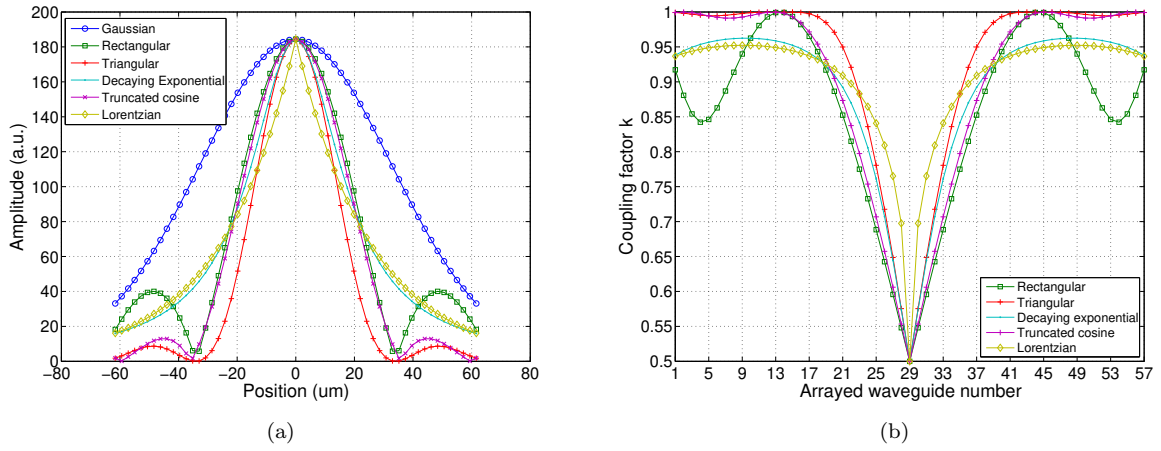 Gaussian
Rectangular
Triangular
Decaying Exponential
Truncated cosine
Lorentzian
200
180
160
140
120
100
80
60
40
20
0
Amplitude (a.u.)
−80 −60 −40 −20 0 20 40 60 80
Position (um)
(a)
1
0.95
0.9
0.85
0.8
0.75
0.7
0.65
0.6
0.55
0.5
Coupling factor k
Rectangular
Triangular
Decaying exponential
Truncated cosine
Lorentzian
1 5 9 13 17 21 25 29 33 37 41 45 49 53 57
Arrayed waveguide number
(b)